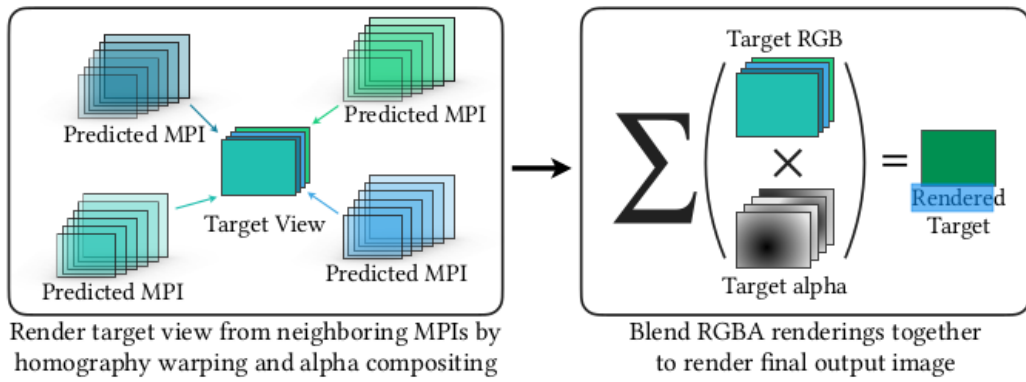 Predicted MPI
Predicted MPI
Target View
Predicted MPI
Predicted MPI
Render target view from neighboring MPIs by
homography warping and alpha compositing
Target RGB
∑ ( × ) =
Target alpha
Rendered
Target
Blend RGBA renderings together
to render final output image